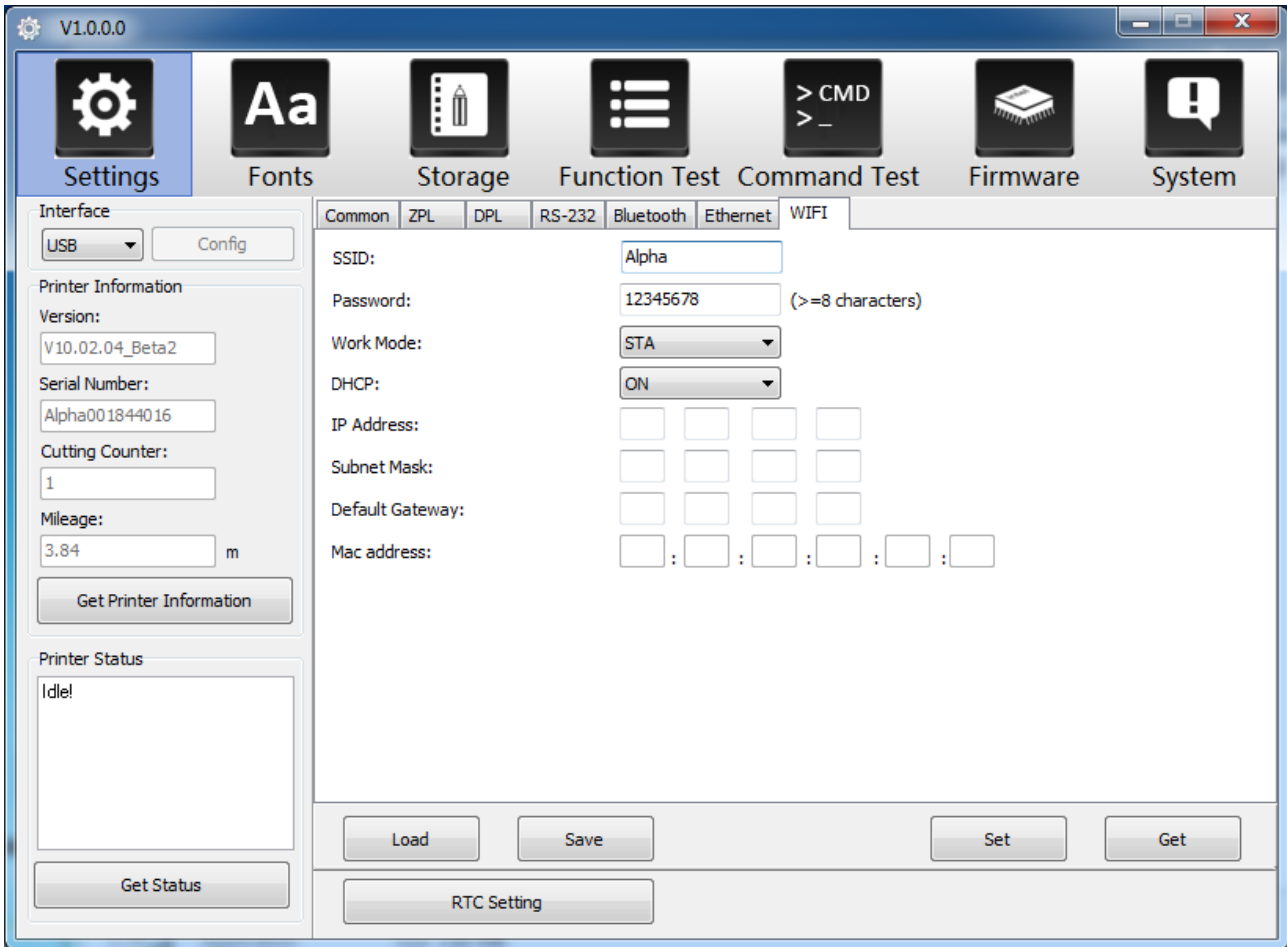 V1.0.0.0
Aa
> CMD
> _
Settings
Fonts
Storage
Function Test
Command Test
Firmware
System
Interface
USB
Config
Printer Information
Version:
V10.02.04_Beta2
Serial Number:
Alpha001844016
Cutting Counter:
1
Mileage:
3.84 m
Get Printer Information
Printer Status
Idle!
Get Status
Common ZPL DPL RS-232 Bluetooth Ethernet WIFI
SSID: Alpha
Password: 12345678 (>=8 characters)
Work Mode: STA
DHCP: ON
IP Address:
Subnet Mask:
Default Gateway:
Mac address: : : : : :
Load
Save
Set
Get
RTC Setting